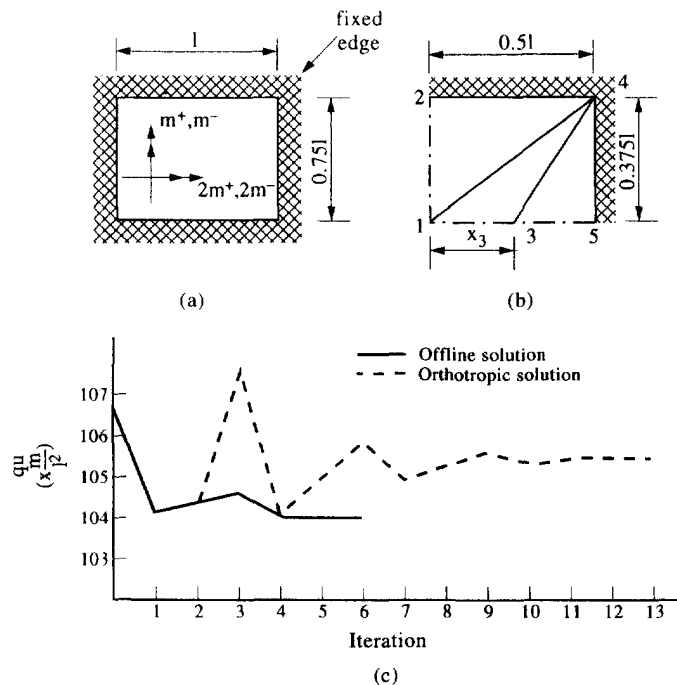 fixed
edge
l
m⁺,m⁻
2m⁺,2m⁻
0.75l
(a)
0.5l
2
4
1
3
5
x₃
0.375l
(b)
Offline solution
Orthotropic solution
107
106
105
104
103
qu
(x m/l²)
1 2 3 4 5 6 7 8 9 10 11 12 13
Iteration
(c)